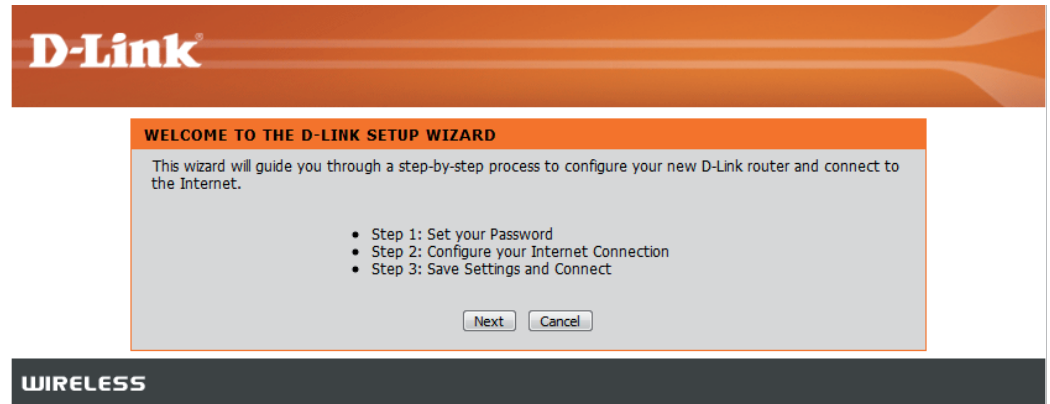 D-Link®
WELCOME TO THE D-LINK SETUP WIZARD
This wizard will guide you through a step-by-step process to configure your new D-Link router and connect to
the Internet.
• Step 1: Set your Password
• Step 2: Configure your Internet Connection
• Step 3: Save Settings and Connect
Next Cancel
WIRELESS